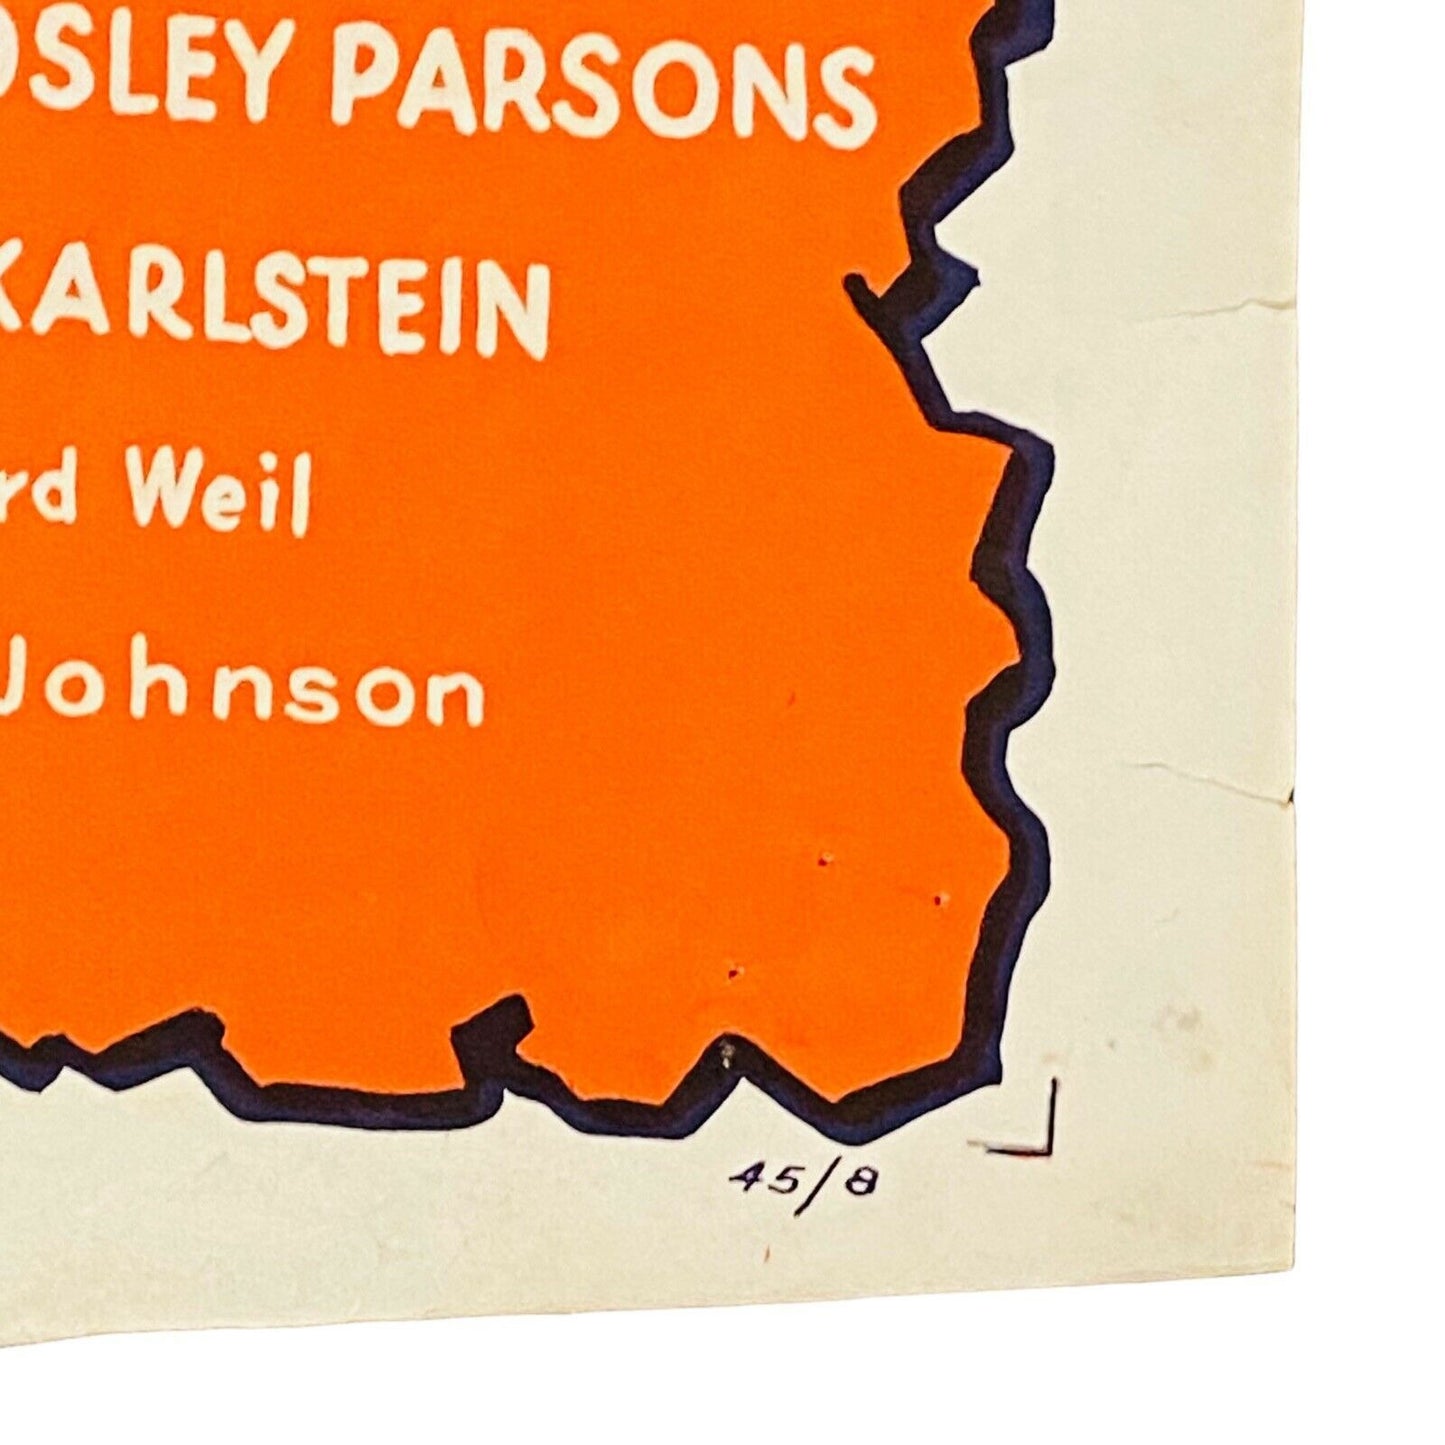 OSLEY PARSONS
KARLSTEIN
rd Weil
Johnson
45/8